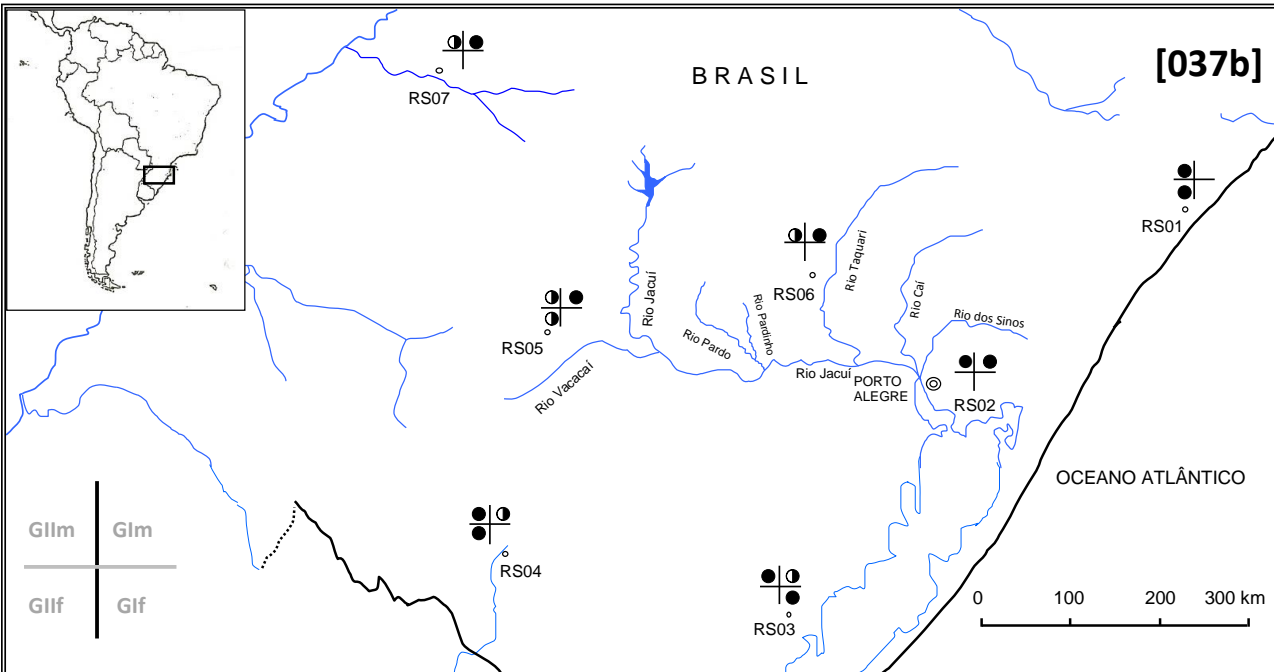 [037b]
BRASIL
RS07
RS01
Rio Taquari
RS06
Rio Jacuí
Rio Caí
Rio Pardinho
Rio dos Sinos
RS05
Rio Pardo
Rio Vacacaí
Rio Jacuí
PORTO
ALEGRE
RS02
OCEANO ATLÂNTICO
GIIm GIm
GIIf GIf
RS04
RS03
0 100 200 300 km